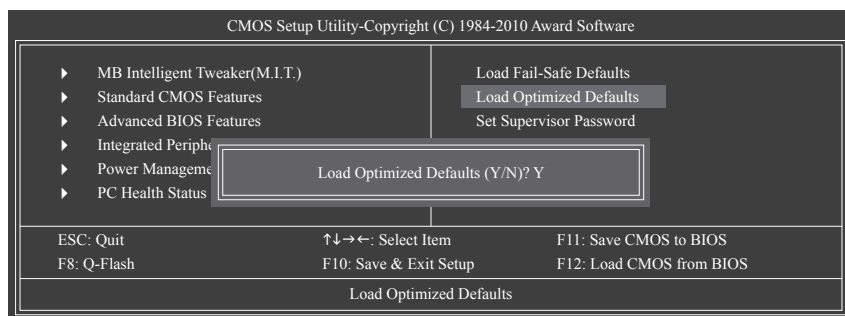 CMOS Setup Utility-Copyright (C) 1984-2010 Award Software
MB Intelligent Tweaker(M.I.T.)
Standard CMOS Features
Advanced BIOS Features
Integrated Periphe
Power Manageme
PC Health Status
Load Fail-Safe Defaults
Load Optimized Defaults
Set Supervisor Password
Load Optimized Defaults (Y/N)? Y
ESC: Quit ↑↓→←: Select Item F11: Save CMOS to BIOS
F8: Q-Flash F10: Save & Exit Setup F12: Load CMOS from BIOS
Load Optimized Defaults